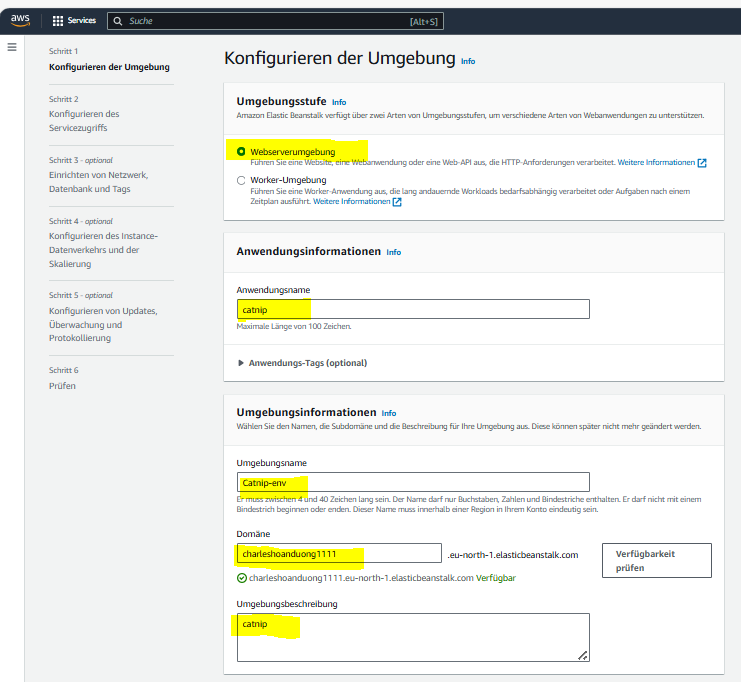 aws
Services
Suche
[Alt+S]
Schritt 1
Konfigurieren der Umgebung
Schritt 2
Konfigurieren des
Servicezugriffs
Schritt 3 - optional
Einrichten von Netzwerk,
Datenbank und Tags
Schritt 4 - optional
Konfigurieren des Instance-
Datenverkehrs und der
Skalierung
Schritt 5 - optional
Konfigurieren von Updates,
Überwachung und
Protokollierung
Schritt 6
Prüfen
Konfigurieren der Umgebung Info
Umgebungsstufe Info
Amazon Elastic Beanstalk verfügt über zwei Arten von Umgebungsstufen, um verschiedene Arten von Webanwendungen zu unterstützen.
Webserverumgebung
Führen Sie eine Website, eine Webanwendung oder eine Web-API aus, die HTTP-Anforderungen verarbeitet. Weitere Informationen
Worker-Umgebung
Führen Sie eine Worker-Anwendung aus, die lang andauernde Workloads bedarfsabhängig verarbeitet oder Aufgaben nach einem
Zeitplan ausführt. Weitere Informationen
Anwendungsinformationen Info
Anwendungsname
catnip
Maximale Länge von 100 Zeichen.
Anwendungs-Tags (optional)
Umgebungsinformationen Info
Wählen Sie den Namen, die Subdomäne und die Beschreibung für Ihre Umgebung aus. Diese können später nicht mehr geändert werden.
Umgebungsname
Catnip-env
Er muss zwischen 4 und 40 Zeichen lang sein. Der Name darf nur Buchstaben, Zahlen und Bindestriche enthalten. Er darf nicht mit einem
Bindestrich beginnen oder enden. Dieser Name muss innerhalb einer Region in Ihrem Konto eindeutig sein.
Domäne
charleshoanduong1111 .eu-north-1.elasticbeanstalk.com
Verfügbarkeit
prüfen
charleshoanduong1111.eu-north-1.elasticbeanstalk.com Verfügbar
Umgebungsbeschreibung
catnip